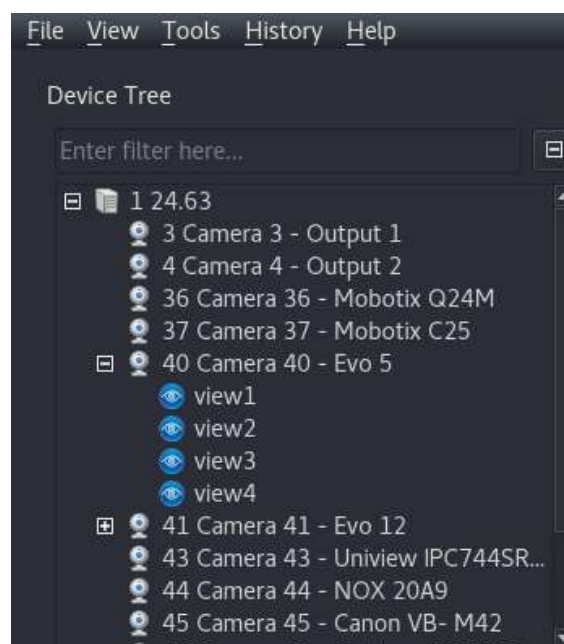 File View Tools History Help
Device Tree
Enter filter here...
1 24.63
3 Camera 3 - Output 1
4 Camera 4 - Output 2
36 Camera 36 - Mobotix Q24M
37 Camera 37 - Mobotix C25
40 Camera 40 - Evo 5
view1
view2
view3
view4
41 Camera 41 - Evo 12
43 Camera 43 - Uniview IPC744SR...
44 Camera 44 - NOX 20A9
45 Camera 45 - Canon VB- M42